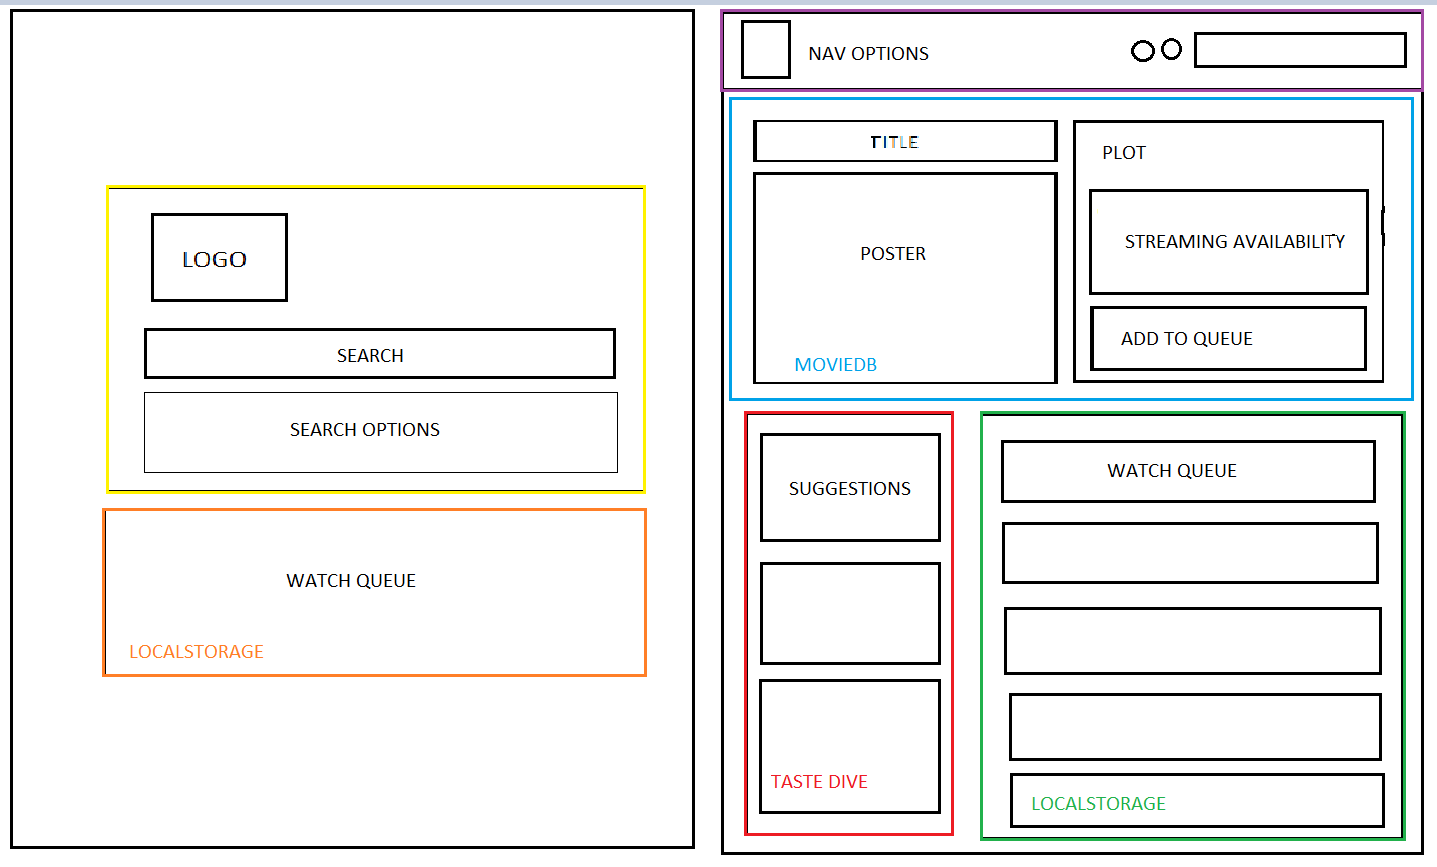 LOGO
SEARCH
SEARCH OPTIONS
WATCH QUEUE
LOCALSTORAGE
NAV OPTIONS
TITLE
POSTER
MOVIEDB
PLOT
STREAMING AVAILABILITY
ADD TO QUEUE
SUGGESTIONS
TASTE DIVE
WATCH QUEUE
LOCALSTORAGE